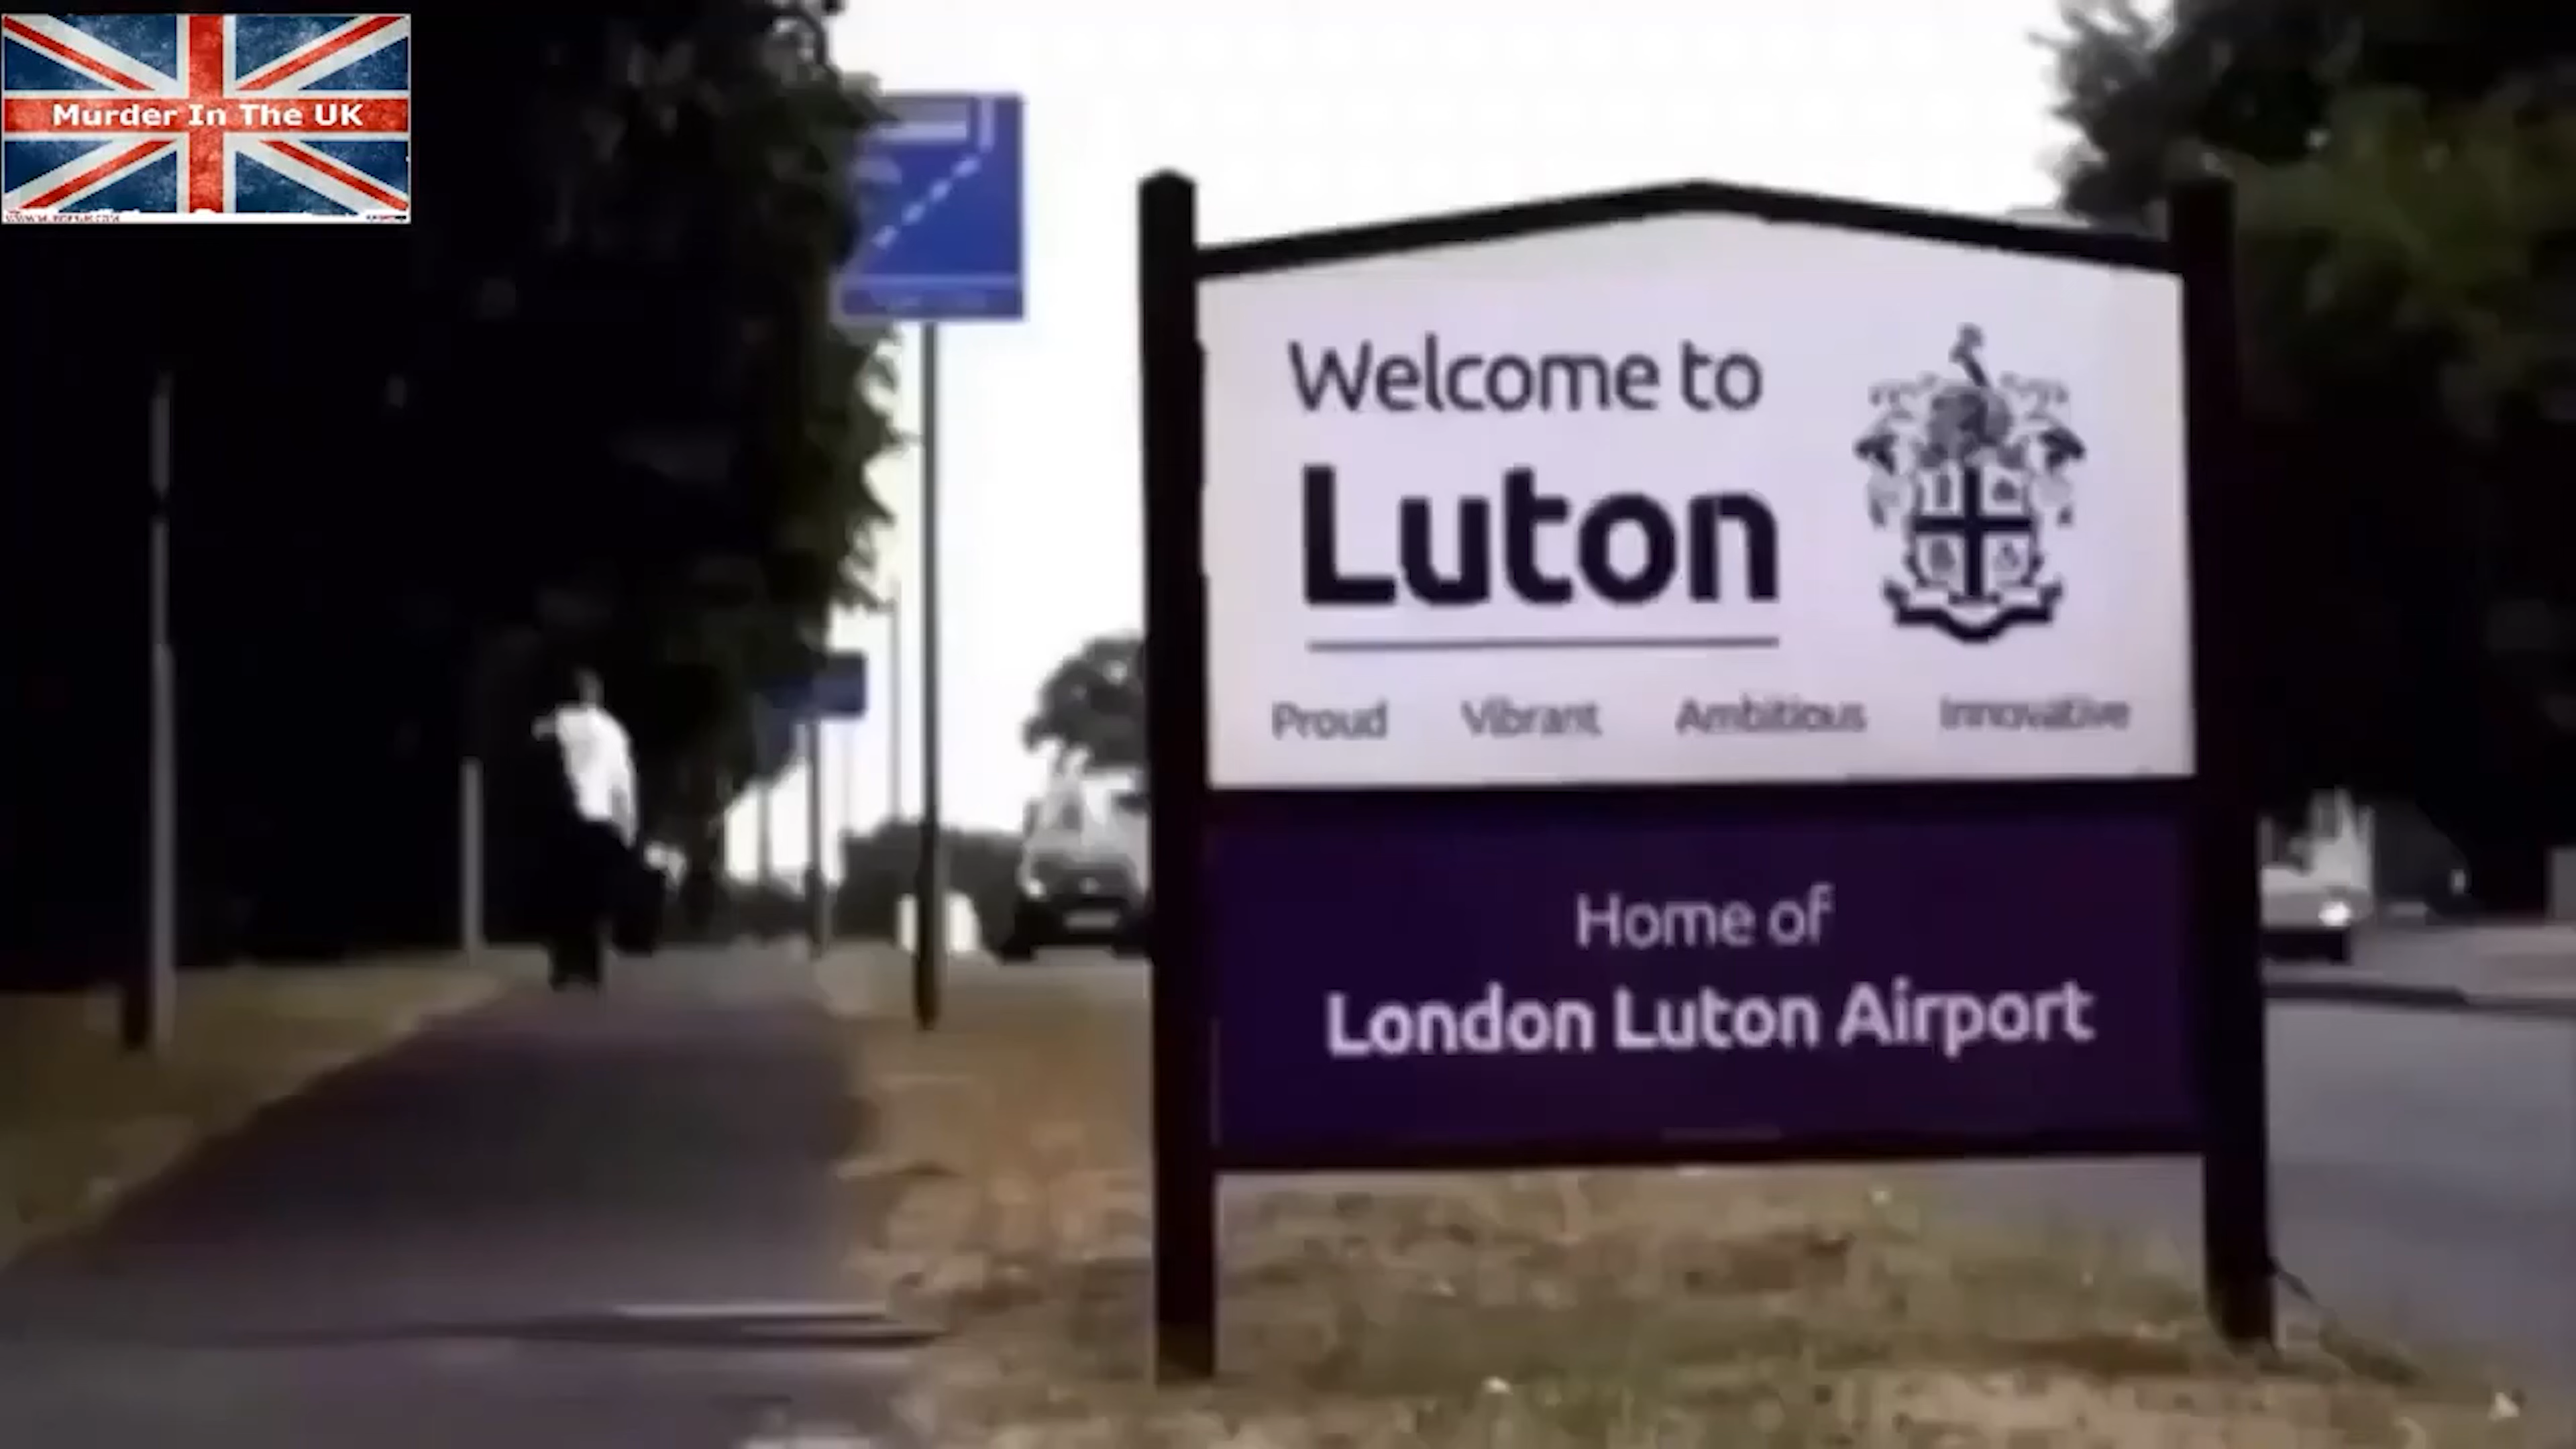 Murder In The UK
Welcome to
Luton
Proud Vibrant Ambitious Innovative
Home of
London Luton Airport